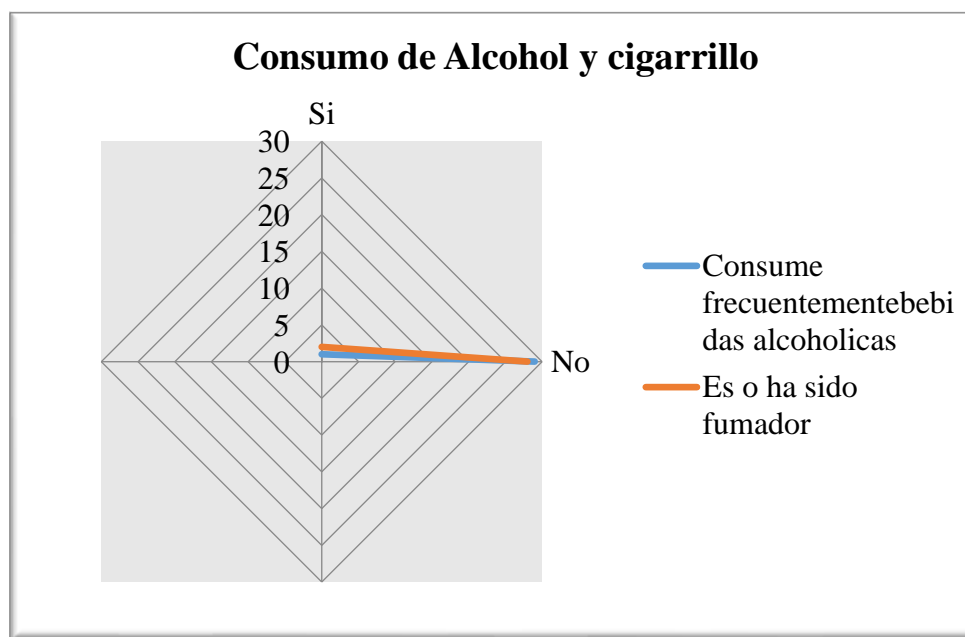 Consumo de Alcohol y cigarrillo
Si
30
25
20
15
10
5
0
No
Consume
frecuentementebebi
das alcoholicas
Es o ha sido
fumador